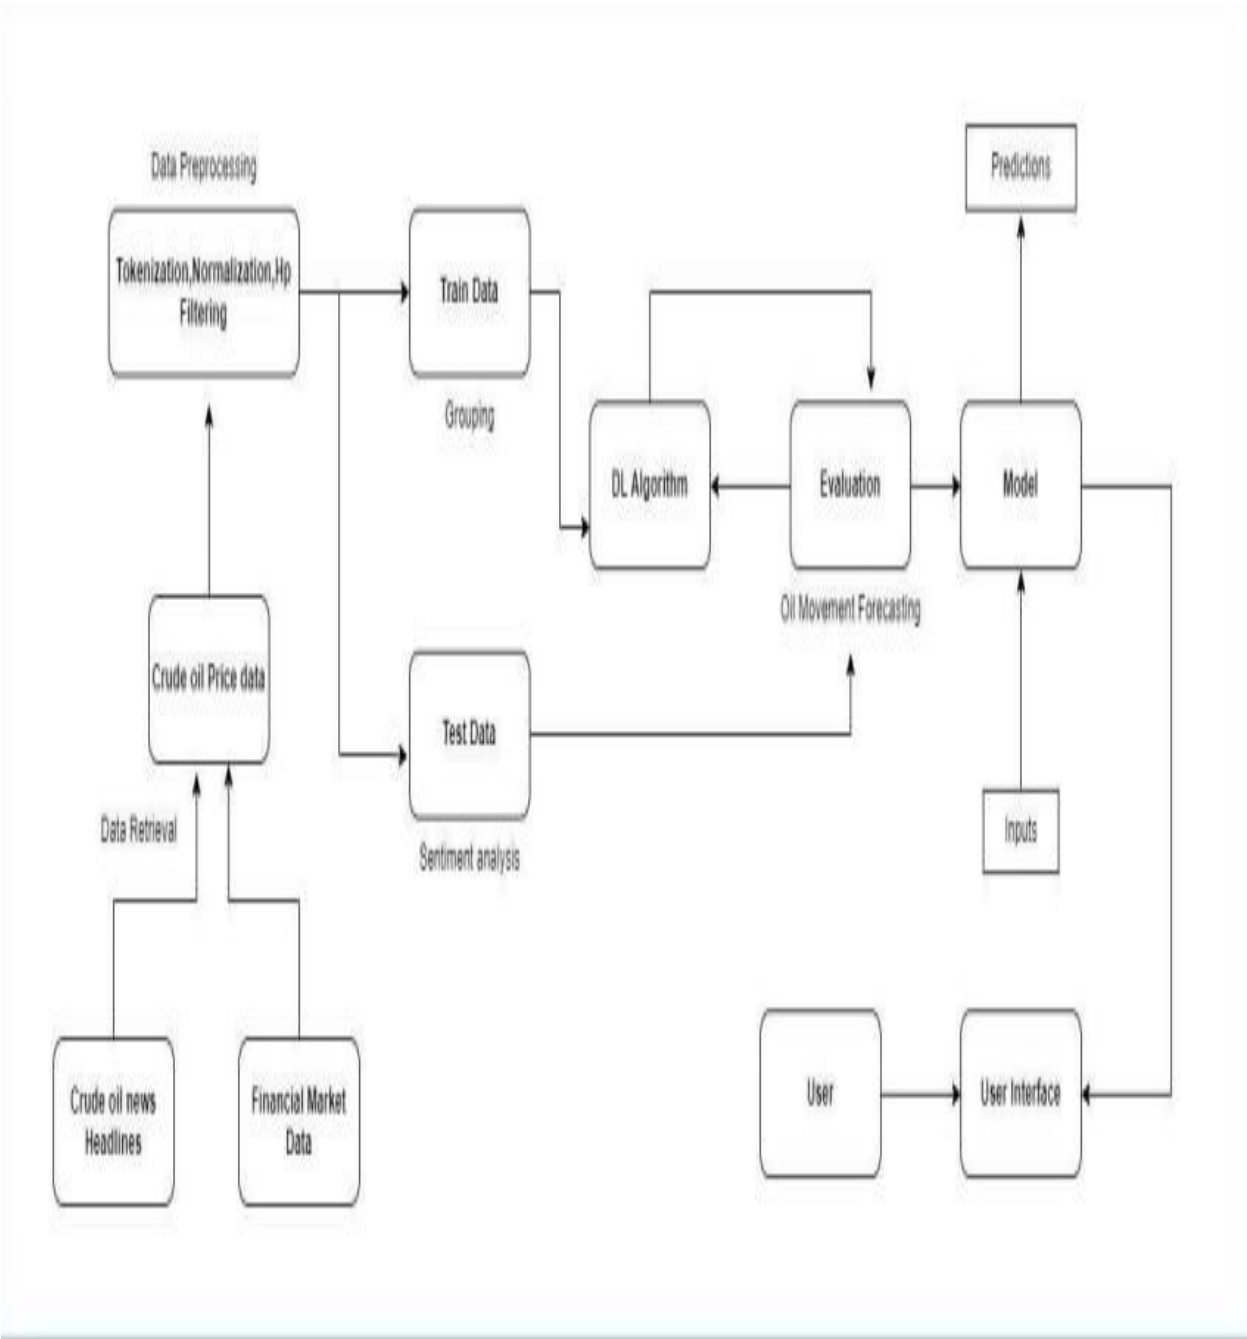 Data Preprocessing
Tokenization,Normalization,Hp
Filtering
Train Data
Grouping
Predictions
DL Algorithm
Evaluation
Model
Oil Movement Forecasting
Crude oil Price data
Test Data
Sentiment analysis
Data Retrieval
Inputs
Crude oil news
Headlines
Financial Market
Data
User
User Interface